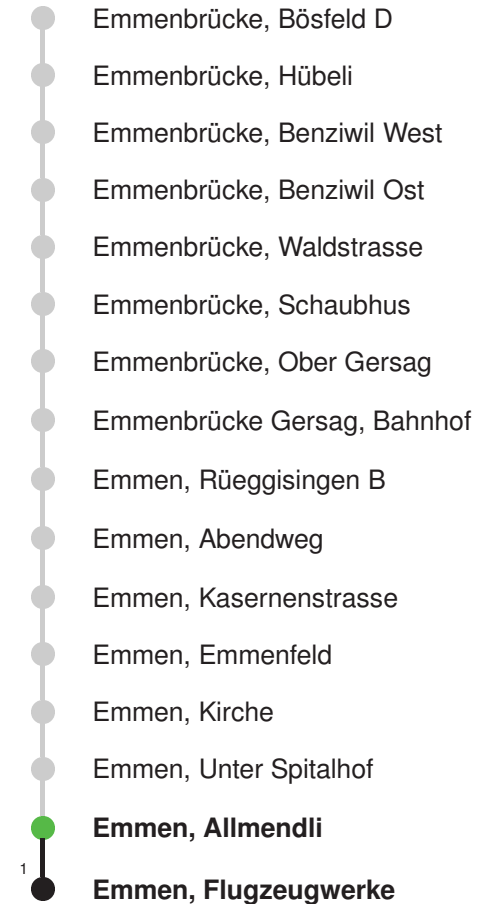 Emmenbrücke, Bösfeld D
Emmenbrücke, Hübeli
Emmenbrücke, Benziwil West
Emmenbrücke, Benziwil Ost
Emmenbrücke, Waldstrasse
Emmenbrücke, Schaubhus
Emmenbrücke, Ober Gersag
Emmenbrücke Gersag, Bahnhof
Emmen, Rüeggisingen B
Emmen, Abendweg
Emmen, Kasernenstrasse
Emmen, Emmenfeld
Emmen, Kirche
Emmen, Unter Spitalhof
Emmen, Allmendli
1
Emmen, Flugzeugwerke